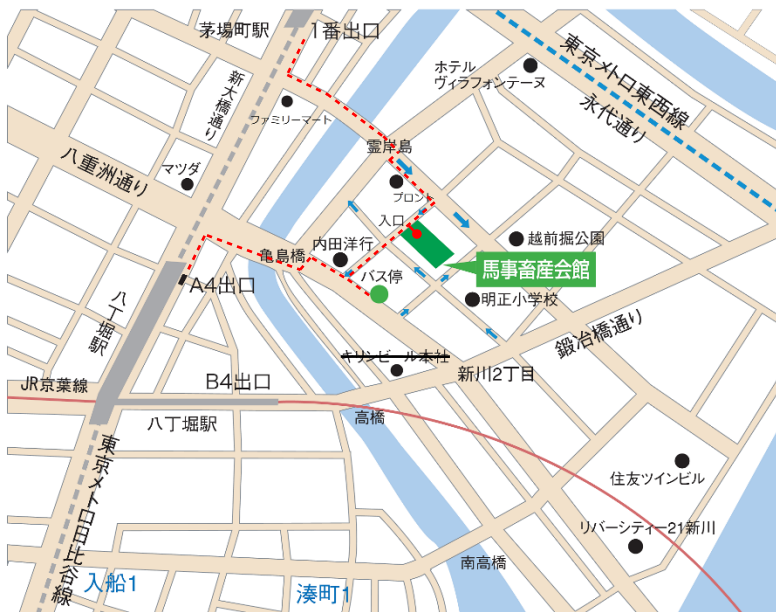 茅場町駅
1番出口
新大橋通り
ファミリーマート
ホテル
ヴィラフォンテーヌ
東京メトロ東西線
永代通り
霊岸島
八重洲通り
マツダ
プロント
入口
亀島橋
内田洋行
越前堀公園
馬事畜産会館
バス停
A4出口
明正小学校
八丁堀駅
鍛冶橋通り
キリンビール本社
新川2丁目
JR京葉線
B4出口
八丁堀駅
高橋
東京メトロ日比谷線
住友ツインビル
リバーシティー21新川
南高橋
入船1
湊町1